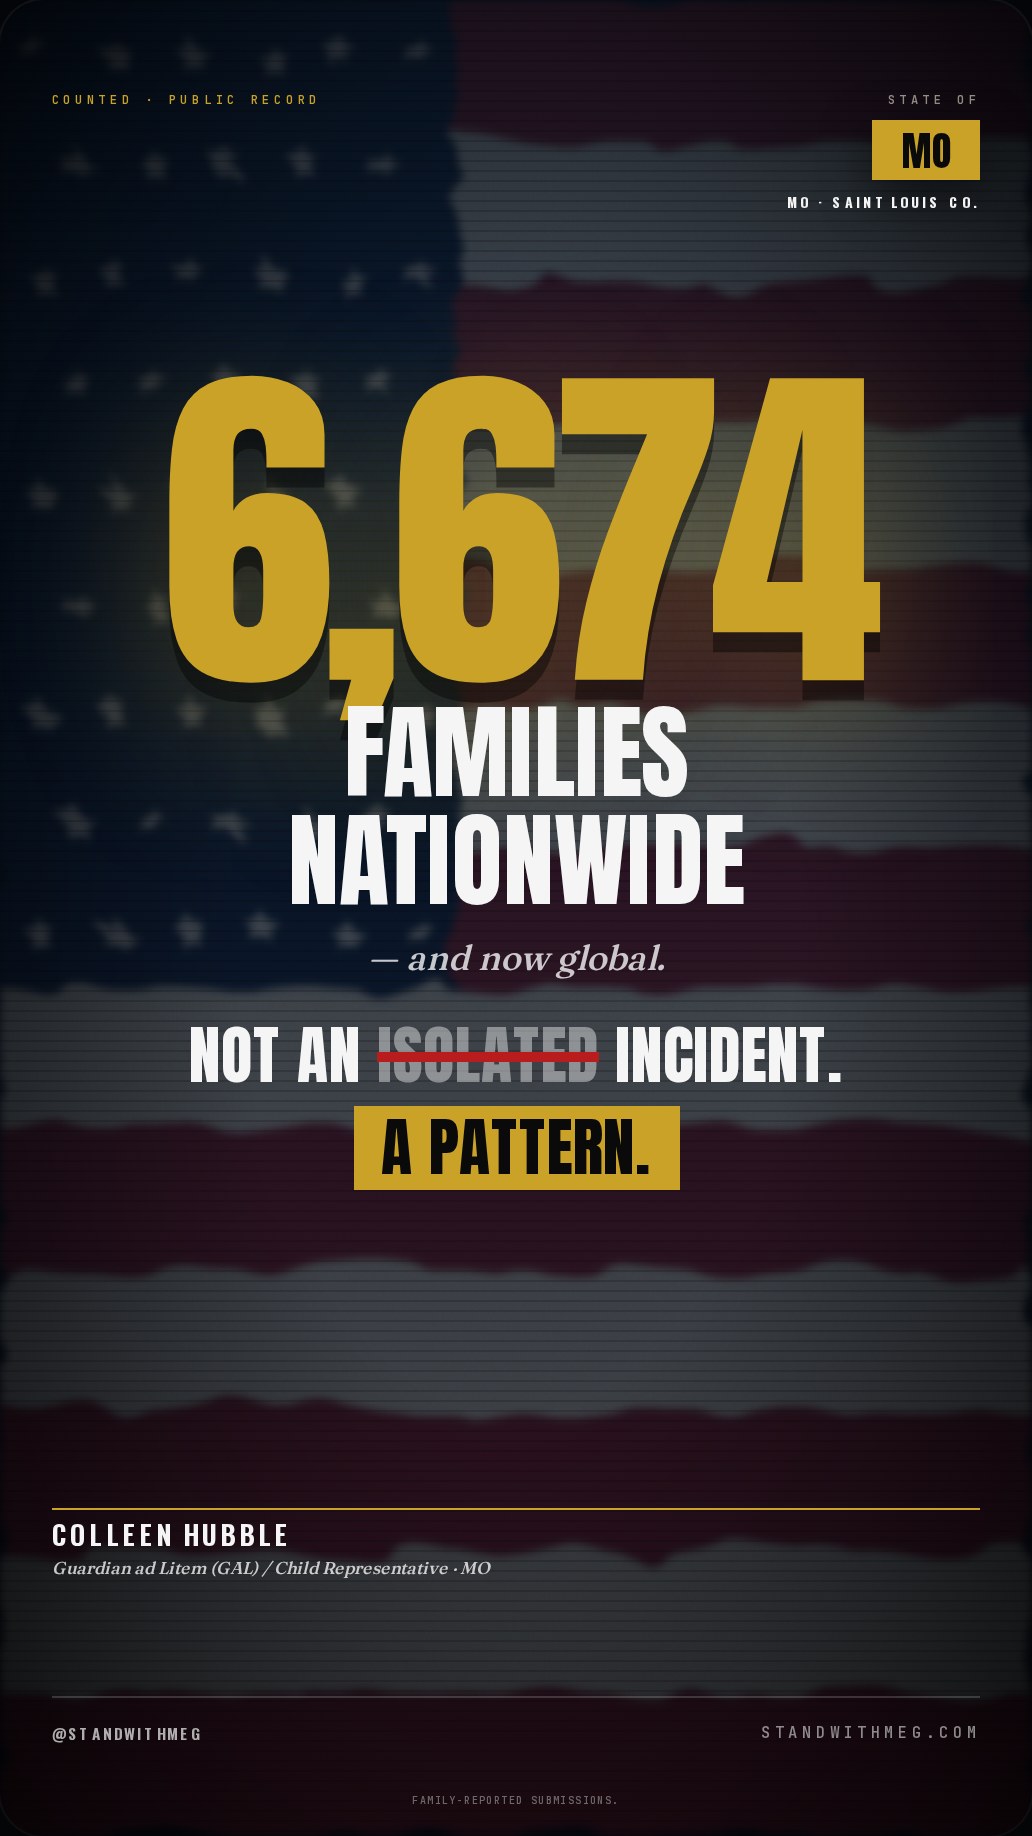 COUNTED · PUBLIC RECORD
STATE OF
MO
MO · SAINT LOUIS CO.
6,674
FAMILIES
NATIONWIDE
— and now global.
NOT AN ISOLATED INCIDENT.
A PATTERN.
COLLEEN HUBBLE
Guardian ad Litem (GAL) / Child Representative · MO
@STANDWITHMEG
STANDWITHMEG.COM
FAMILY-REPORTED SUBMISSIONS.